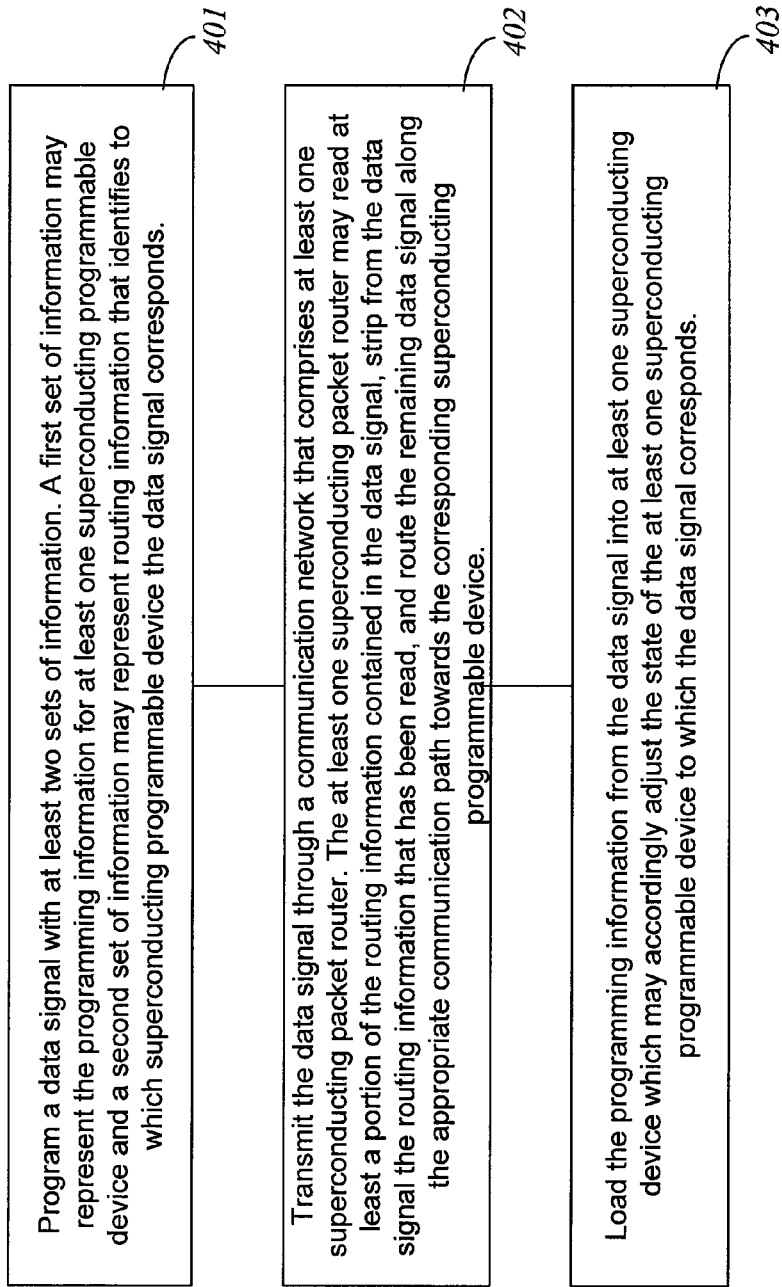 Program a data signal with at least two sets of information. A first set of information may
represent the programming information for at least one superconducting programmable
device and a second set of information may represent routing information that identifies to
which superconducting programmable device the data signal corresponds.
401
Transmit the data signal through a communication network that comprises at least one
superconducting packet router. The at least one superconducting packet router may read at
least a portion of the routing information contained in the data signal, strip from the data
signal the routing information that has been read, and route the remaining data signal along
the appropriate communication path towards the corresponding superconducting
programmable device.
402
Load the programming information from the data signal into at least one superconducting
device which may accordingly adjust the state of the at least one superconducting
programmable device to which the data signal corresponds.
403